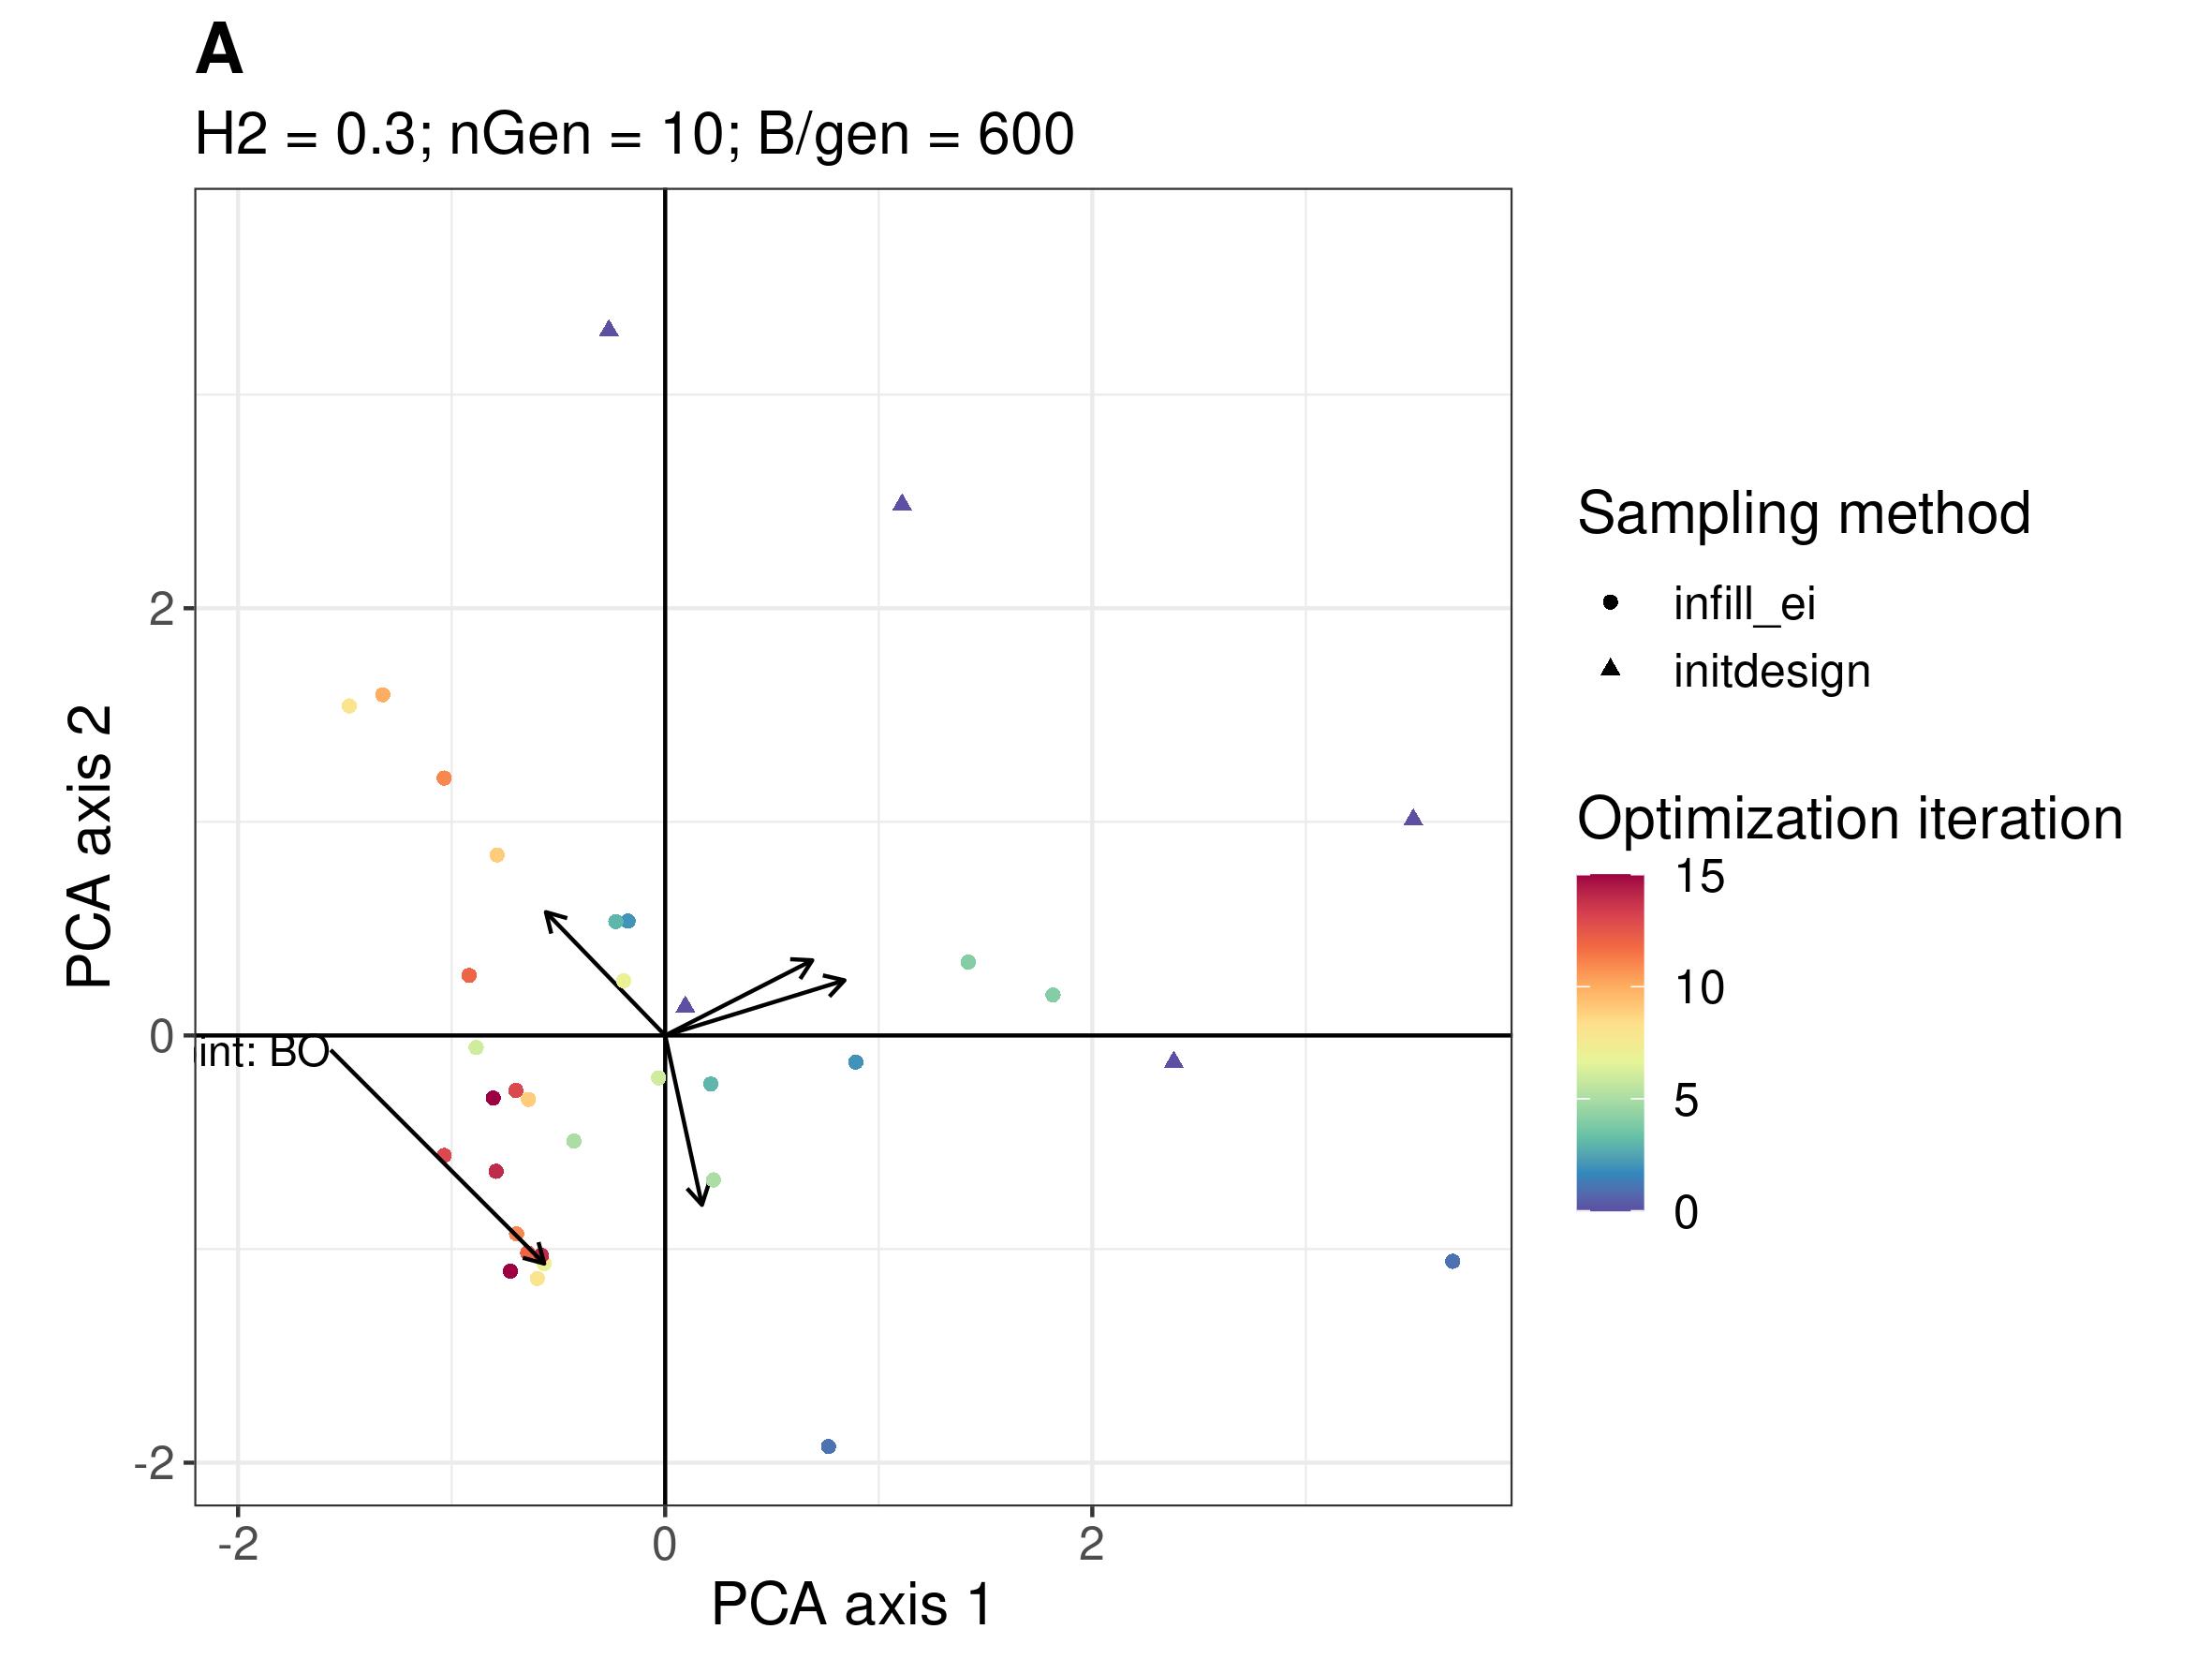 A
H2 = 0.3; nGen = 10; B/gen = 600
PCA axis 2
2
0
-2
int: BO
-2
0
2
PCA axis 1
Sampling method
infill_ei
initdesign
Optimization iteration
15
10
5
0